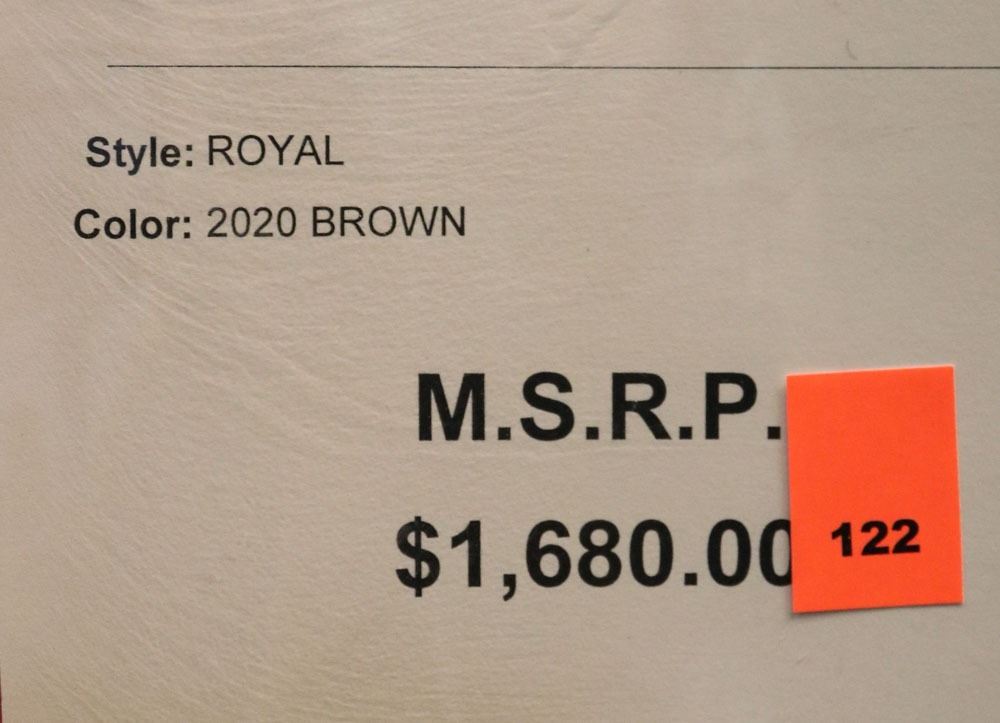 Style: ROYAL
Color: 2020 BROWN
M.S.R.P.
$1,680.00
122